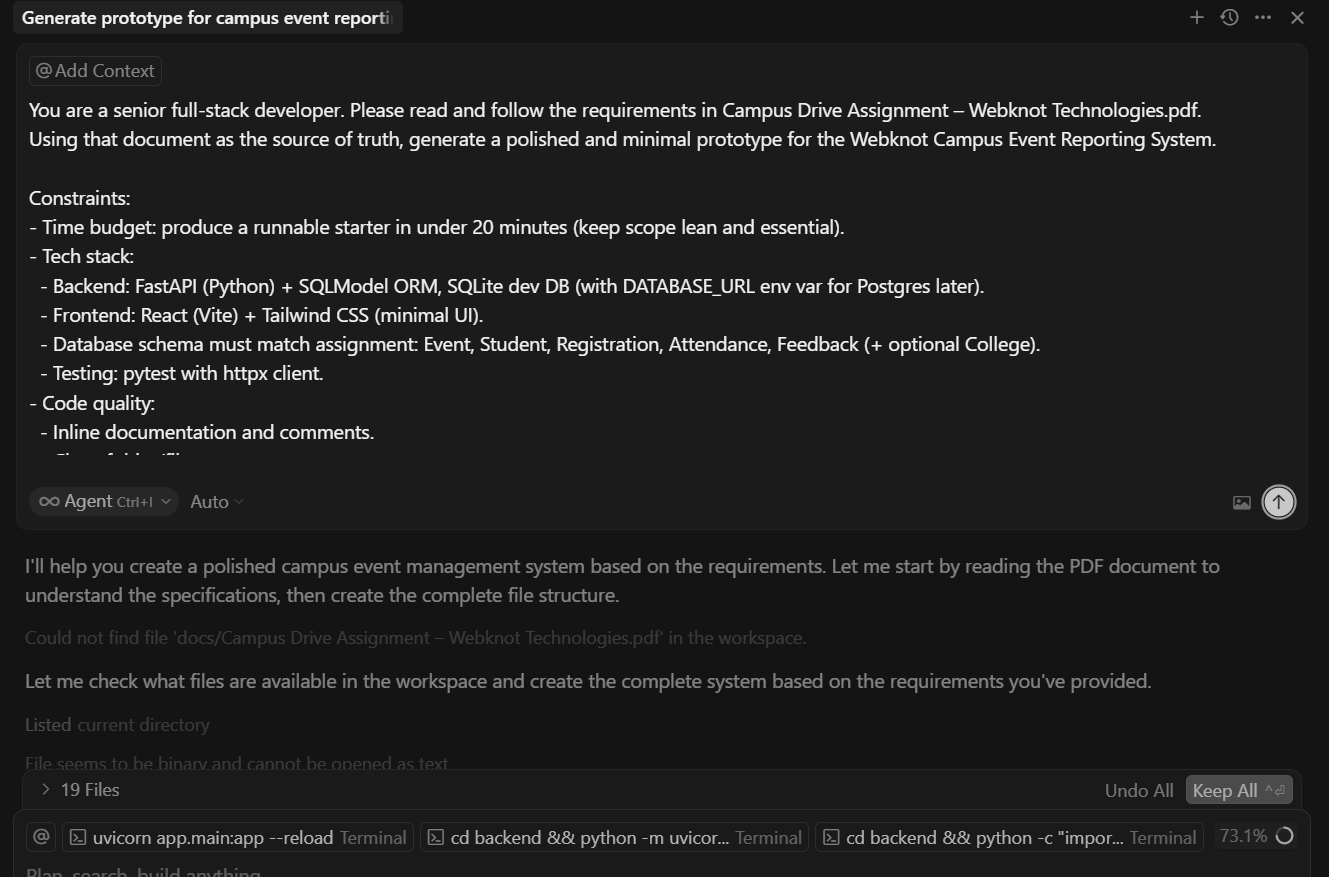 Generate prototype for campus event reporti
@ Add Context
You are a senior full-stack developer. Please read and follow the requirements in Campus Drive Assignment – Webknot Technologies.pdf.
Using that document as the source of truth, generate a polished and minimal prototype for the Webknot Campus Event Reporting System.
Constraints:
- Time budget: produce a runnable starter in under 20 minutes (keep scope lean and essential).
- Tech stack:
- Backend: FastAPI (Python) + SQLModel ORM, SQLite dev DB (with DATABASE_URL env var for Postgres later).
- Frontend: React (Vite) + Tailwind CSS (minimal UI).
- Database schema must match assignment: Event, Student, Registration, Attendance, Feedback (+ optional College).
- Testing: pytest with httpx client.
- Code quality:
- Inline documentation and comments.
Agent Ctrl+I Auto
I'll help you create a polished campus event management system based on the requirements. Let me start by reading the PDF document to
understand the specifications, then create the complete file structure.
Could not find file 'docs/Campus Drive Assignment – Webknot Technologies.pdf' in the workspace.
Let me check what files are available in the workspace and create the complete system based on the requirements you've provided.
Listed current directory
File seems to be binary and cannot be opened as text
19 Files Undo All Keep All ^⏎
@ uvicorn app.main:app --reload Terminal cd backend && python -m uvicor... Terminal cd backend && python -c "impor... Terminal 73.1%
Plan, search, build anything